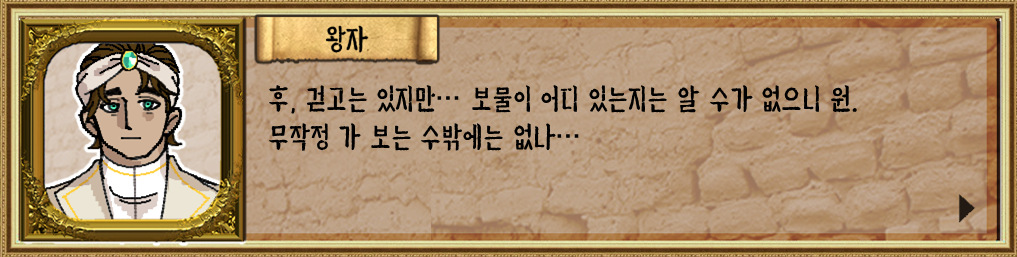 왕자
후, 걷고는 있지만… 보물이 어디 있는지는 알 수가 없으니 원.
무작정 가 보는 수밖에는 없나…